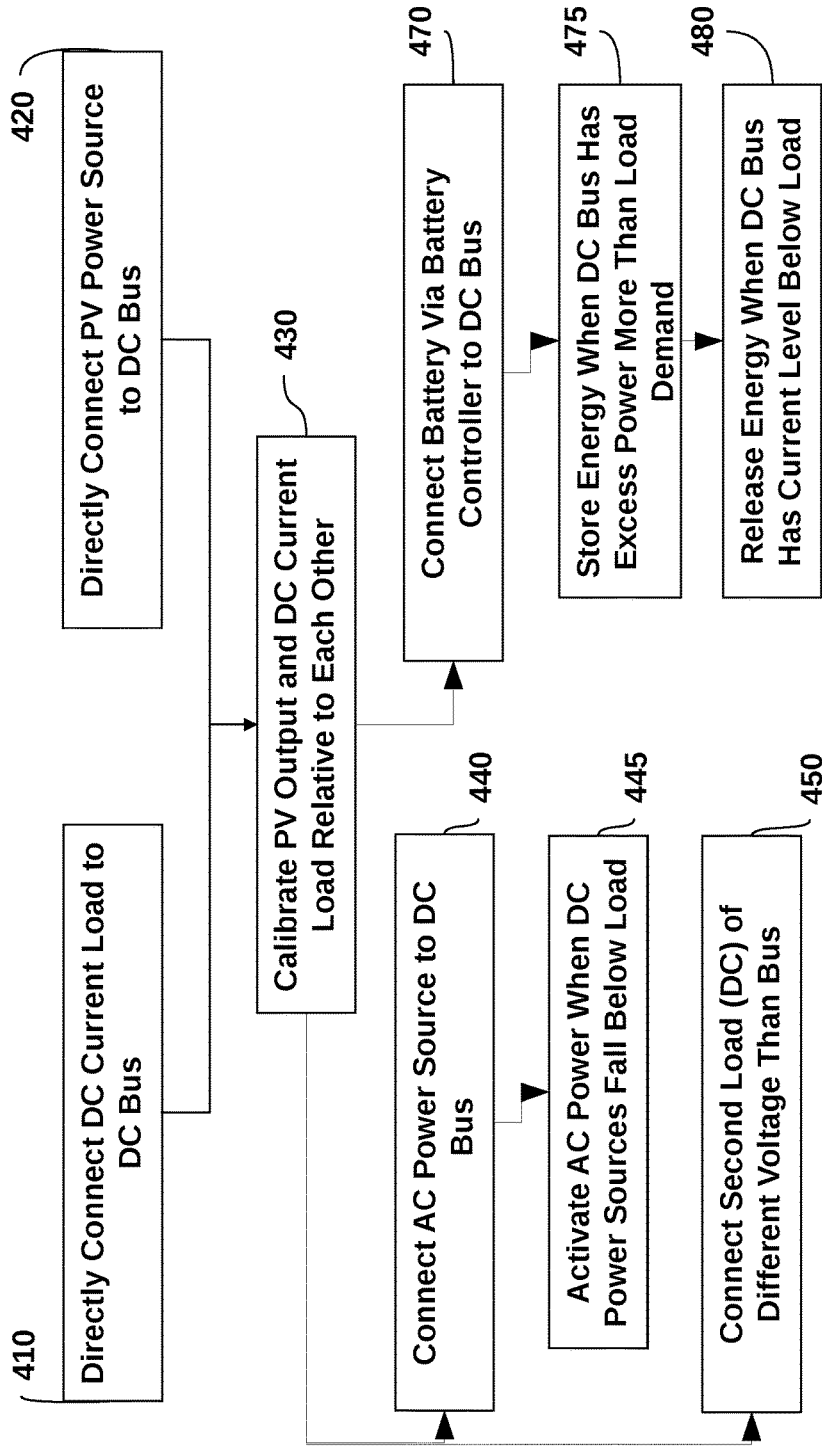 410
Directly Connect DC Current Load to
DC Bus
420
Directly Connect PV Power Source
to DC Bus
430
Calibrate PV Output and DC Current
Load Relative to Each Other
440
Connect AC Power Source to DC
Bus
445
Activate AC Power When DC
Power Sources Fall Below Load
450
Connect Second Load (DC) of
Different Voltage Than Bus
470
Connect Battery Via Battery
Controller to DC Bus
475
Store Energy When DC Bus Has
Excess Power More Than Load
Demand
480
Release Energy When DC Bus
Has Current Level Below Load